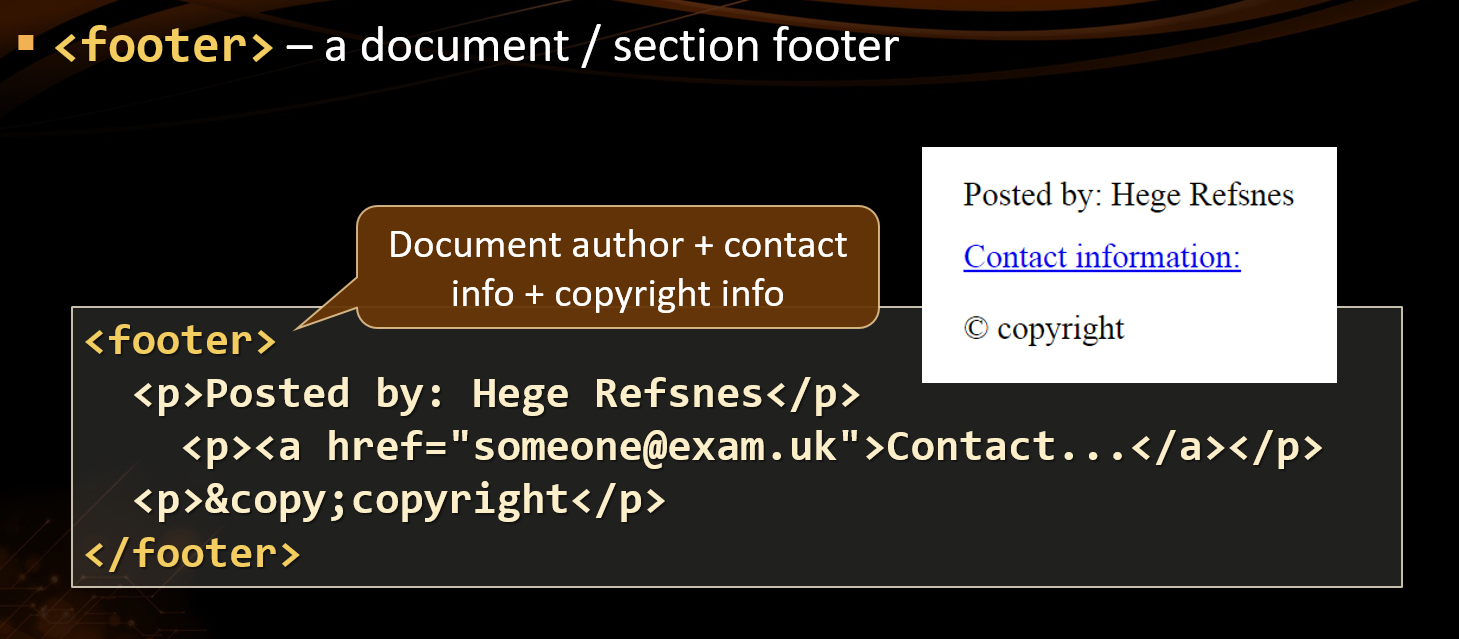 <footer> – a document / section footer
Document author + contact
info + copyright info
Posted by: Hege Refsnes
Contact information:
© copyright
<footer>
<p>Posted by: Hege Refsnes</p>
<p><a href="someone@exam.uk">Contact...</a></p>
<p>&copy;copyright</p>
</footer>